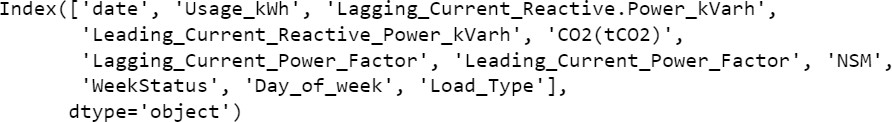 Index(['date', 'Usage_kWh', 'Lagging_Current_Reactive.Power_kVarh',
'Leading_Current_Reactive_Power_kVarh', 'CO2(tCO2)',
'Lagging_Current_Power_Factor', 'Leading_Current_Power_Factor', 'NSM',
'WeekStatus', 'Day_of_week', 'Load_Type'],
dtype='object')